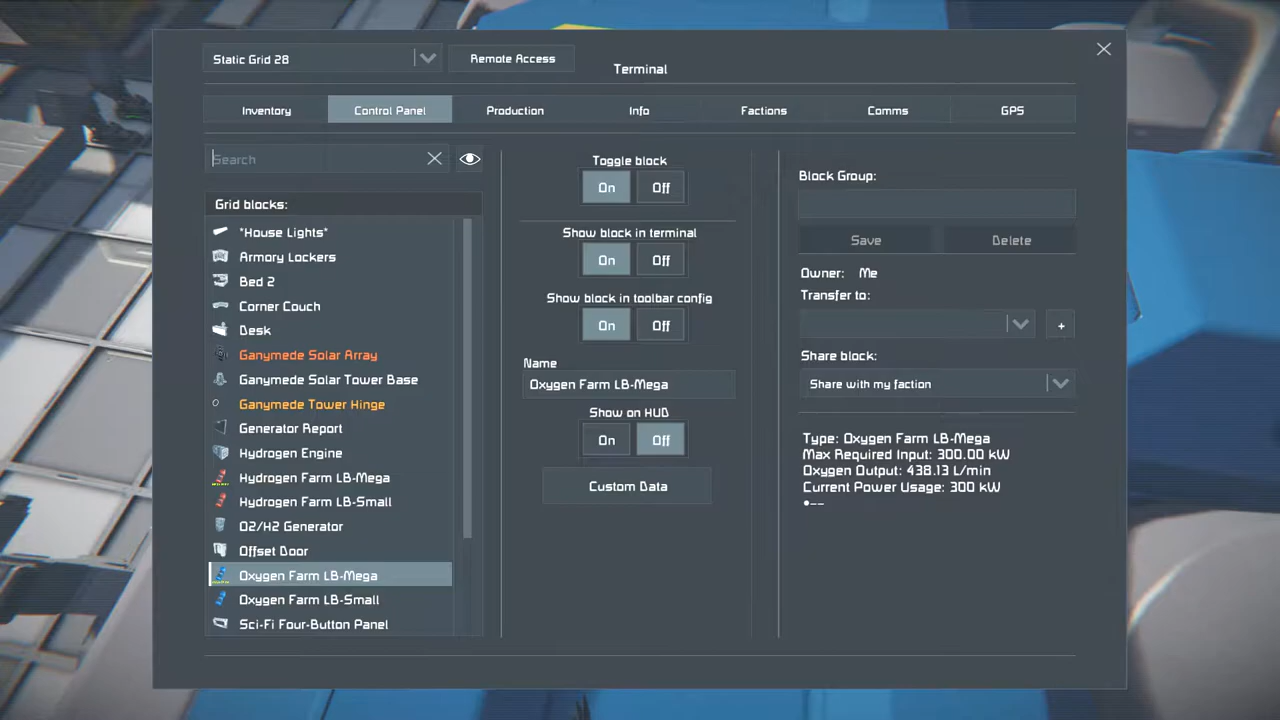 Static Grid 28
Remote Access
Terminal
Inventory
Control Panel
Production
Info
Factions
Comms
GPS
Search
Grid blocks:
*House Lights*
Armory Lockers
Bed 2
Corner Couch
Desk
Ganymede Solar Array
Ganymede Solar Tower Base
Ganymede Tower Hinge
Generator Report
Hydrogen Engine
Hydrogen Farm LB-Mega
Hydrogen Farm LB-Small
O2/H2 Generator
Offset Door
Oxygen Farm LB-Mega
Oxygen Farm LB-Small
Sci-Fi Four-Button Panel
Toggle block
On Off
Show block in terminal
On Off
Show block in toolbar config
On Off
Name
Oxygen Farm LB-Mega
Show on HUD
On Off
Custom Data
Block Group:
Save Delete
Owner: Me
Transfer to:
+
Share block:
Share with my faction
Type: Oxygen Farm LB-Mega
Max Required Input: 300.00 kW
Oxygen Output: 438.13 L/min
Current Power Usage: 300 kW
•--